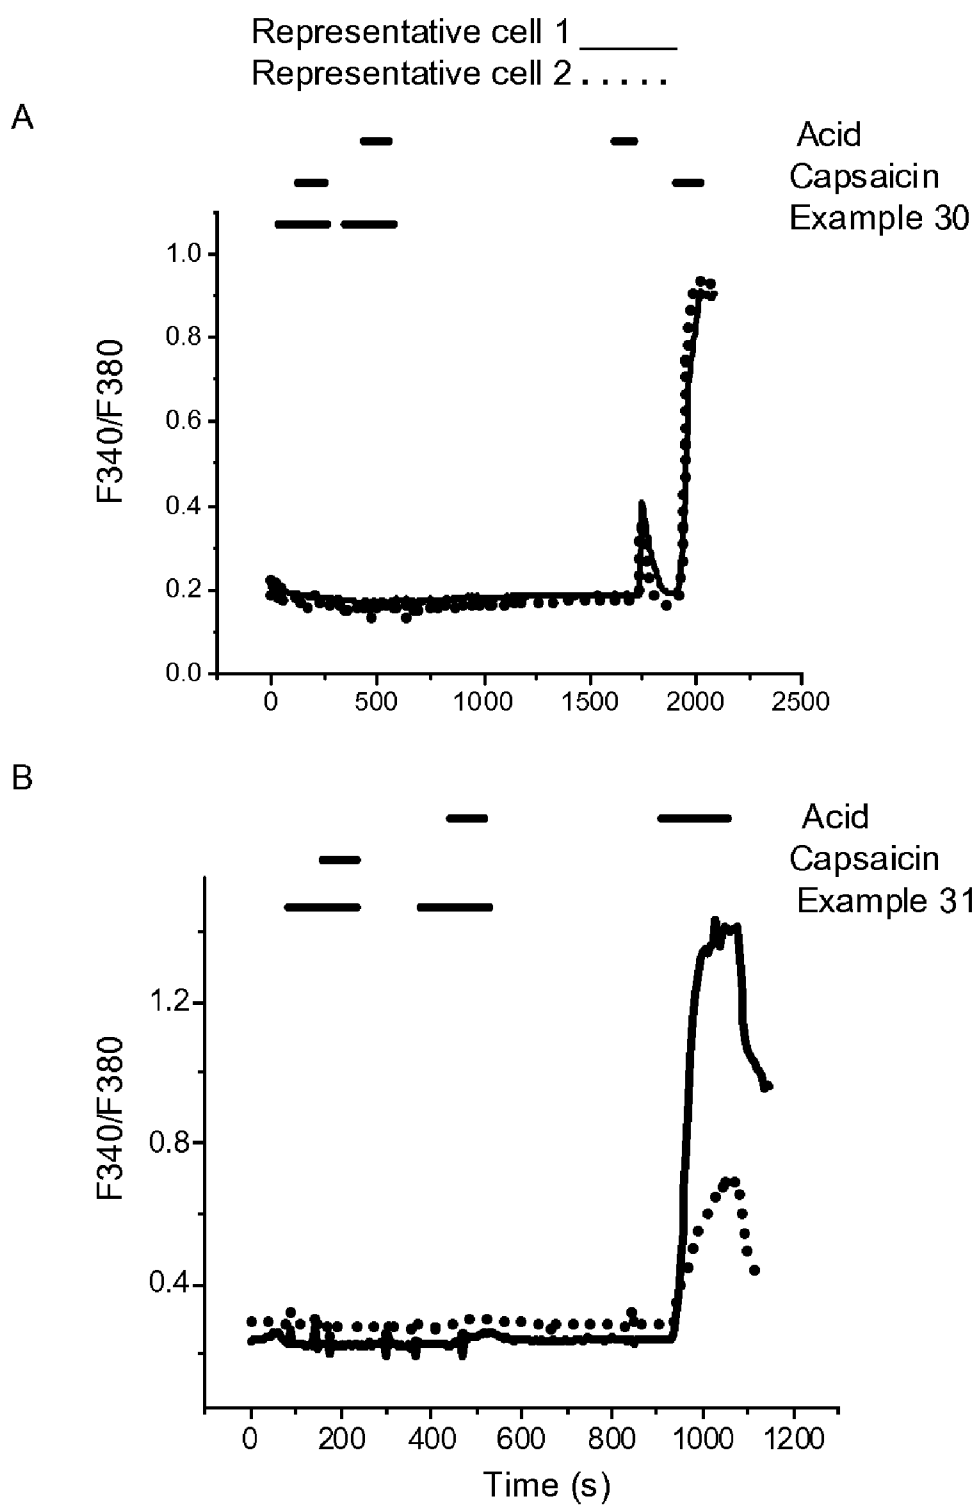 Representative cell 1
Representative cell 2
A
Acid
Capsaicin
Example 30
1.0
0.8
0.6
0.4
0.2
0.0
F340/F380
0 500 1000 1500 2000 2500
B
Acid
Capsaicin
Example 31
1.2
0.8
0.4
F340/F380
0 200 400 600 800 1000 1200
Time (s)